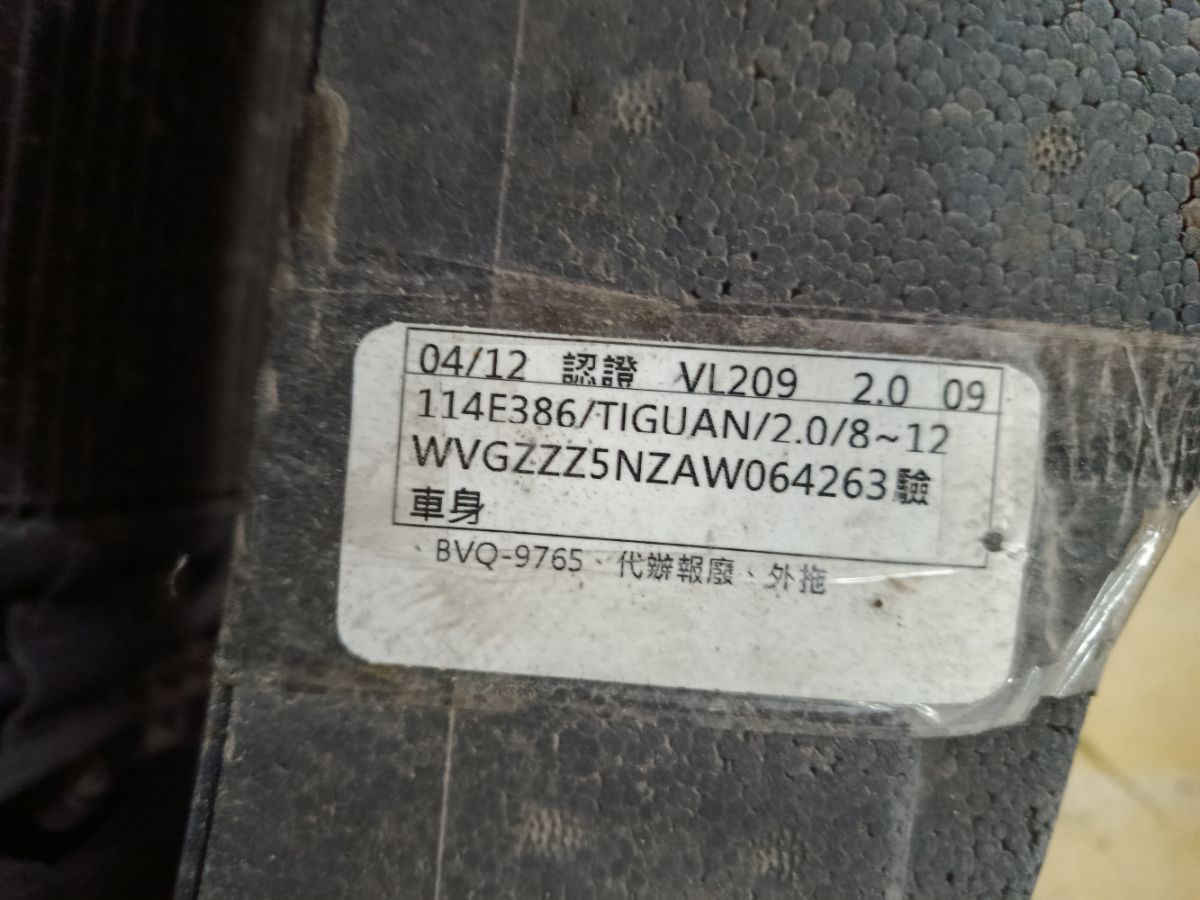 04/12 認證 VL209 2.0 09
114E386/TIGUAN/2.0/8~12
WVGZZZ5NZAW064263驗
車身
、BVQ-9765、代辦報廢、外拖